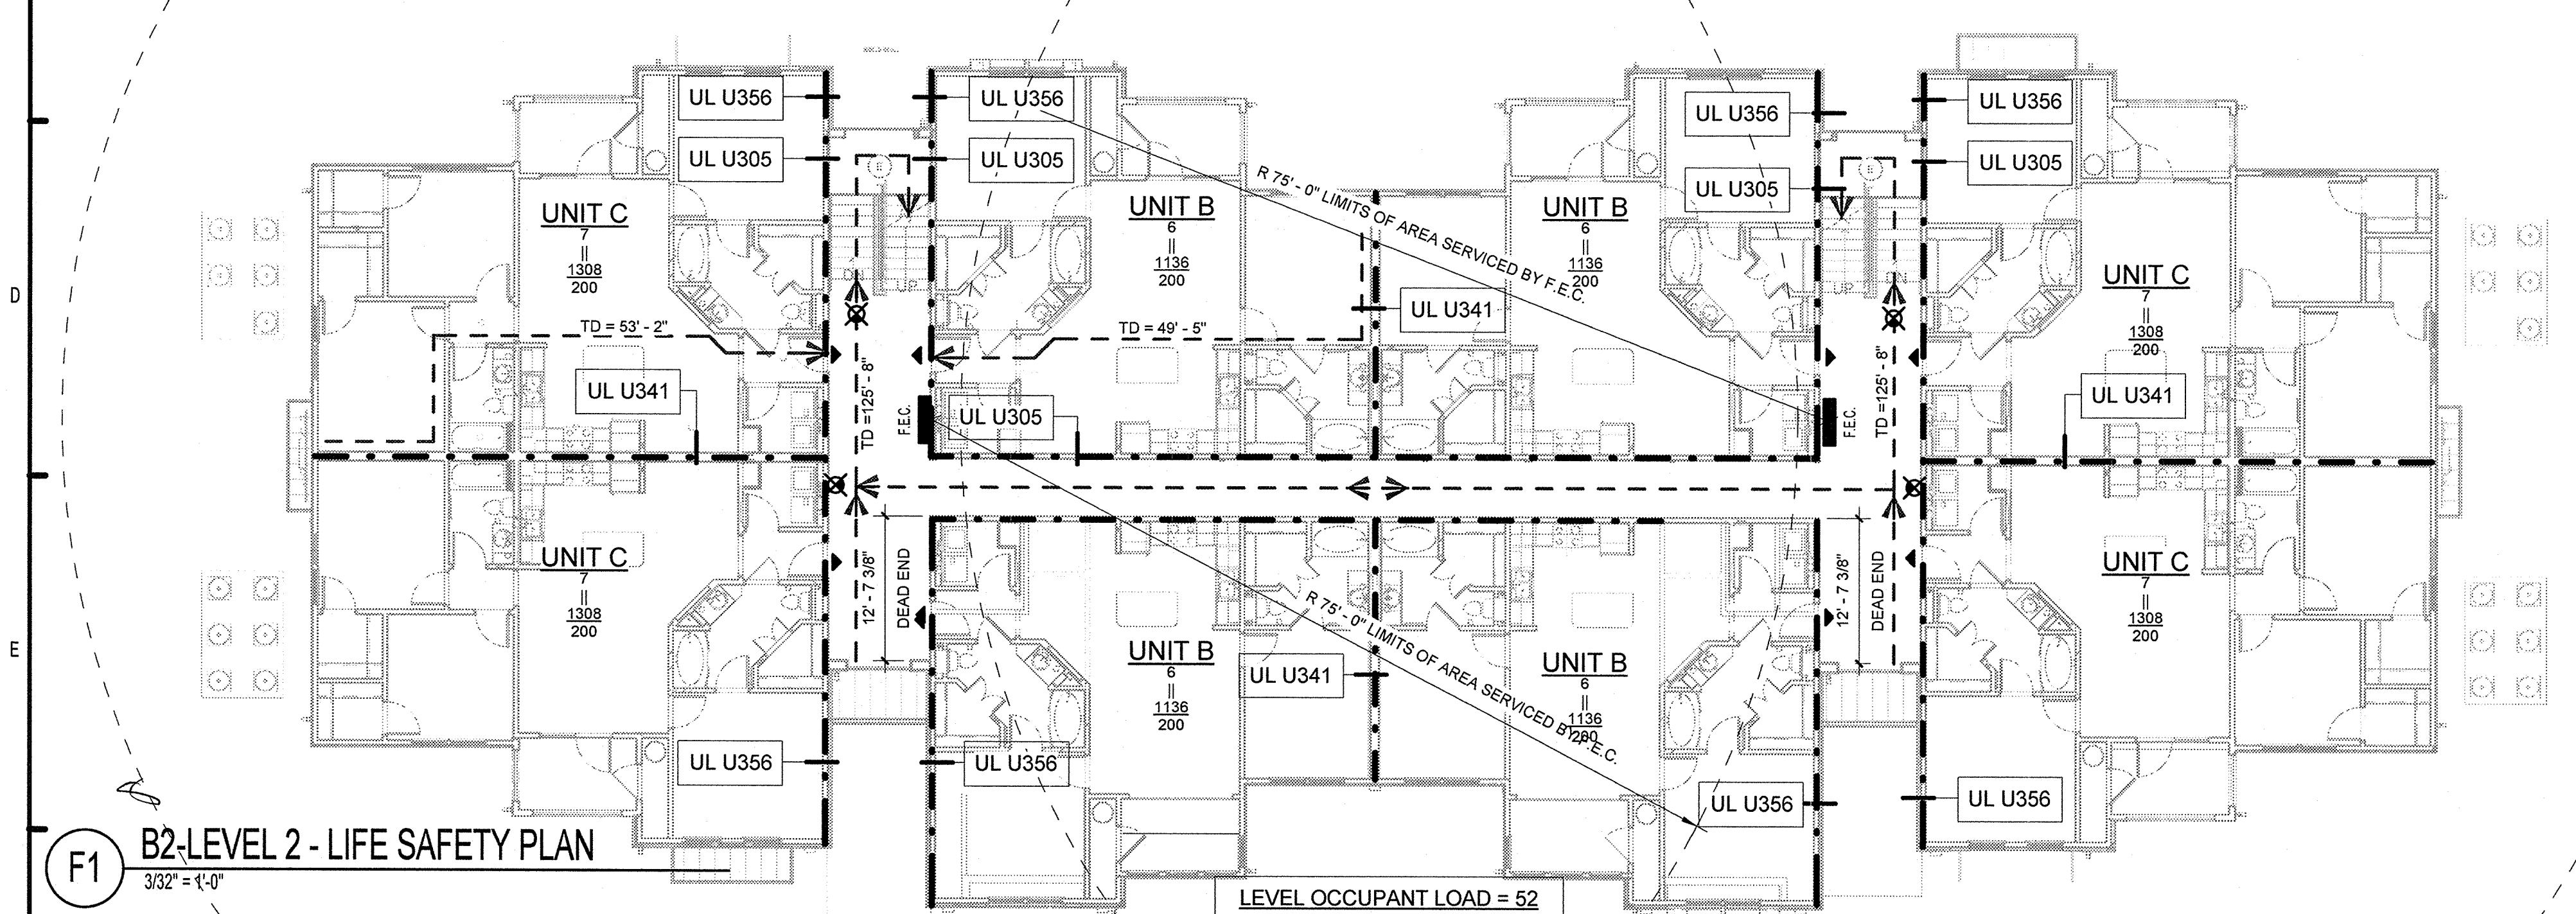 UL U356
UL U356
UL U356
UL U356
UL U305
UL U305
UL U305
UL U305
R 75' - 0" LIMITS OF AREA SERVICED BY F.E.C.
UNIT C
7
||
1308
200
UNIT B
6
||
1136
200
UNIT B
6
||
1136
200
UNIT C
7
||
1308
200
UP
UP
D
TD = 53' - 2"
TD = 49' - 5"
UL U341
UL U341
UL U341
UL U305
TD =125' - 8"
F.E.C.
F.E.C.
TD =125' - 8"
12' - 7 3/8"
DEAD END
12' - 7 3/8"
DEAD END
UNIT C
7
||
1308
200
UNIT B
6
||
1136
200
UL U341
R 75' - 0" LIMITS OF AREA SERVICED BY F.E.C.
UNIT B
6
||
1136
200
UNIT C
7
||
1308
200
E
UL U356
UL U356
UL U356
UL U356
F1
B2-LEVEL 2 - LIFE SAFETY PLAN
3/32" = 1'-0"
LEVEL OCCUPANT LOAD = 52